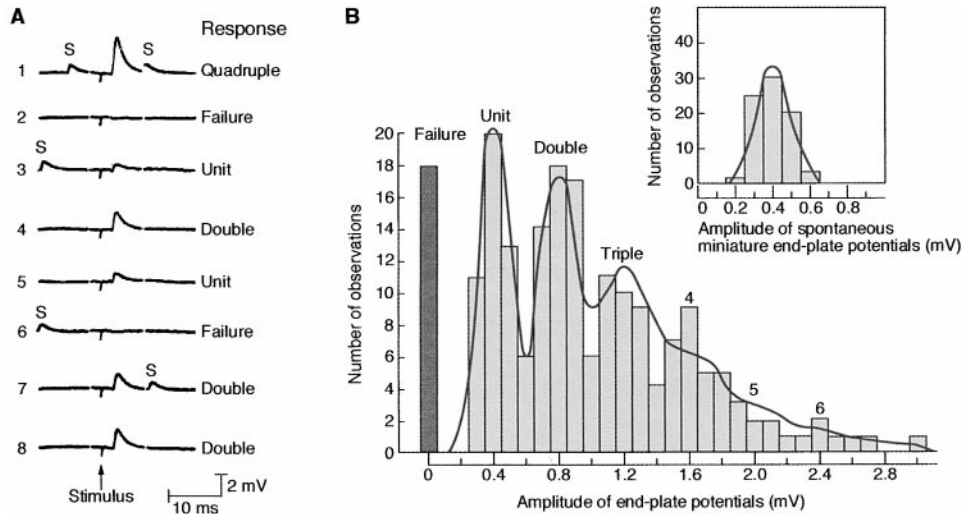 A
Response
S
S
1
Quadruple
2
Failure
S
3
Unit
4
Double
5
Unit
S
6
Failure
7
S
Double
8
Double
Stimulus
2 mV
10 ms
B
Number of observations
20
18
16
14
12
10
8
6
4
2
0
Failure
Unit
Double
Triple
4
5
6
0
0.4
0.8
1.2
1.6
2.0
2.4
2.8
Amplitude of end-plate potentials (mV)
Number of observations
40
30
20
10
0
0
0.2
0.4
0.6
0.8
Amplitude of spontaneous
miniature end-plate potentials (mV)